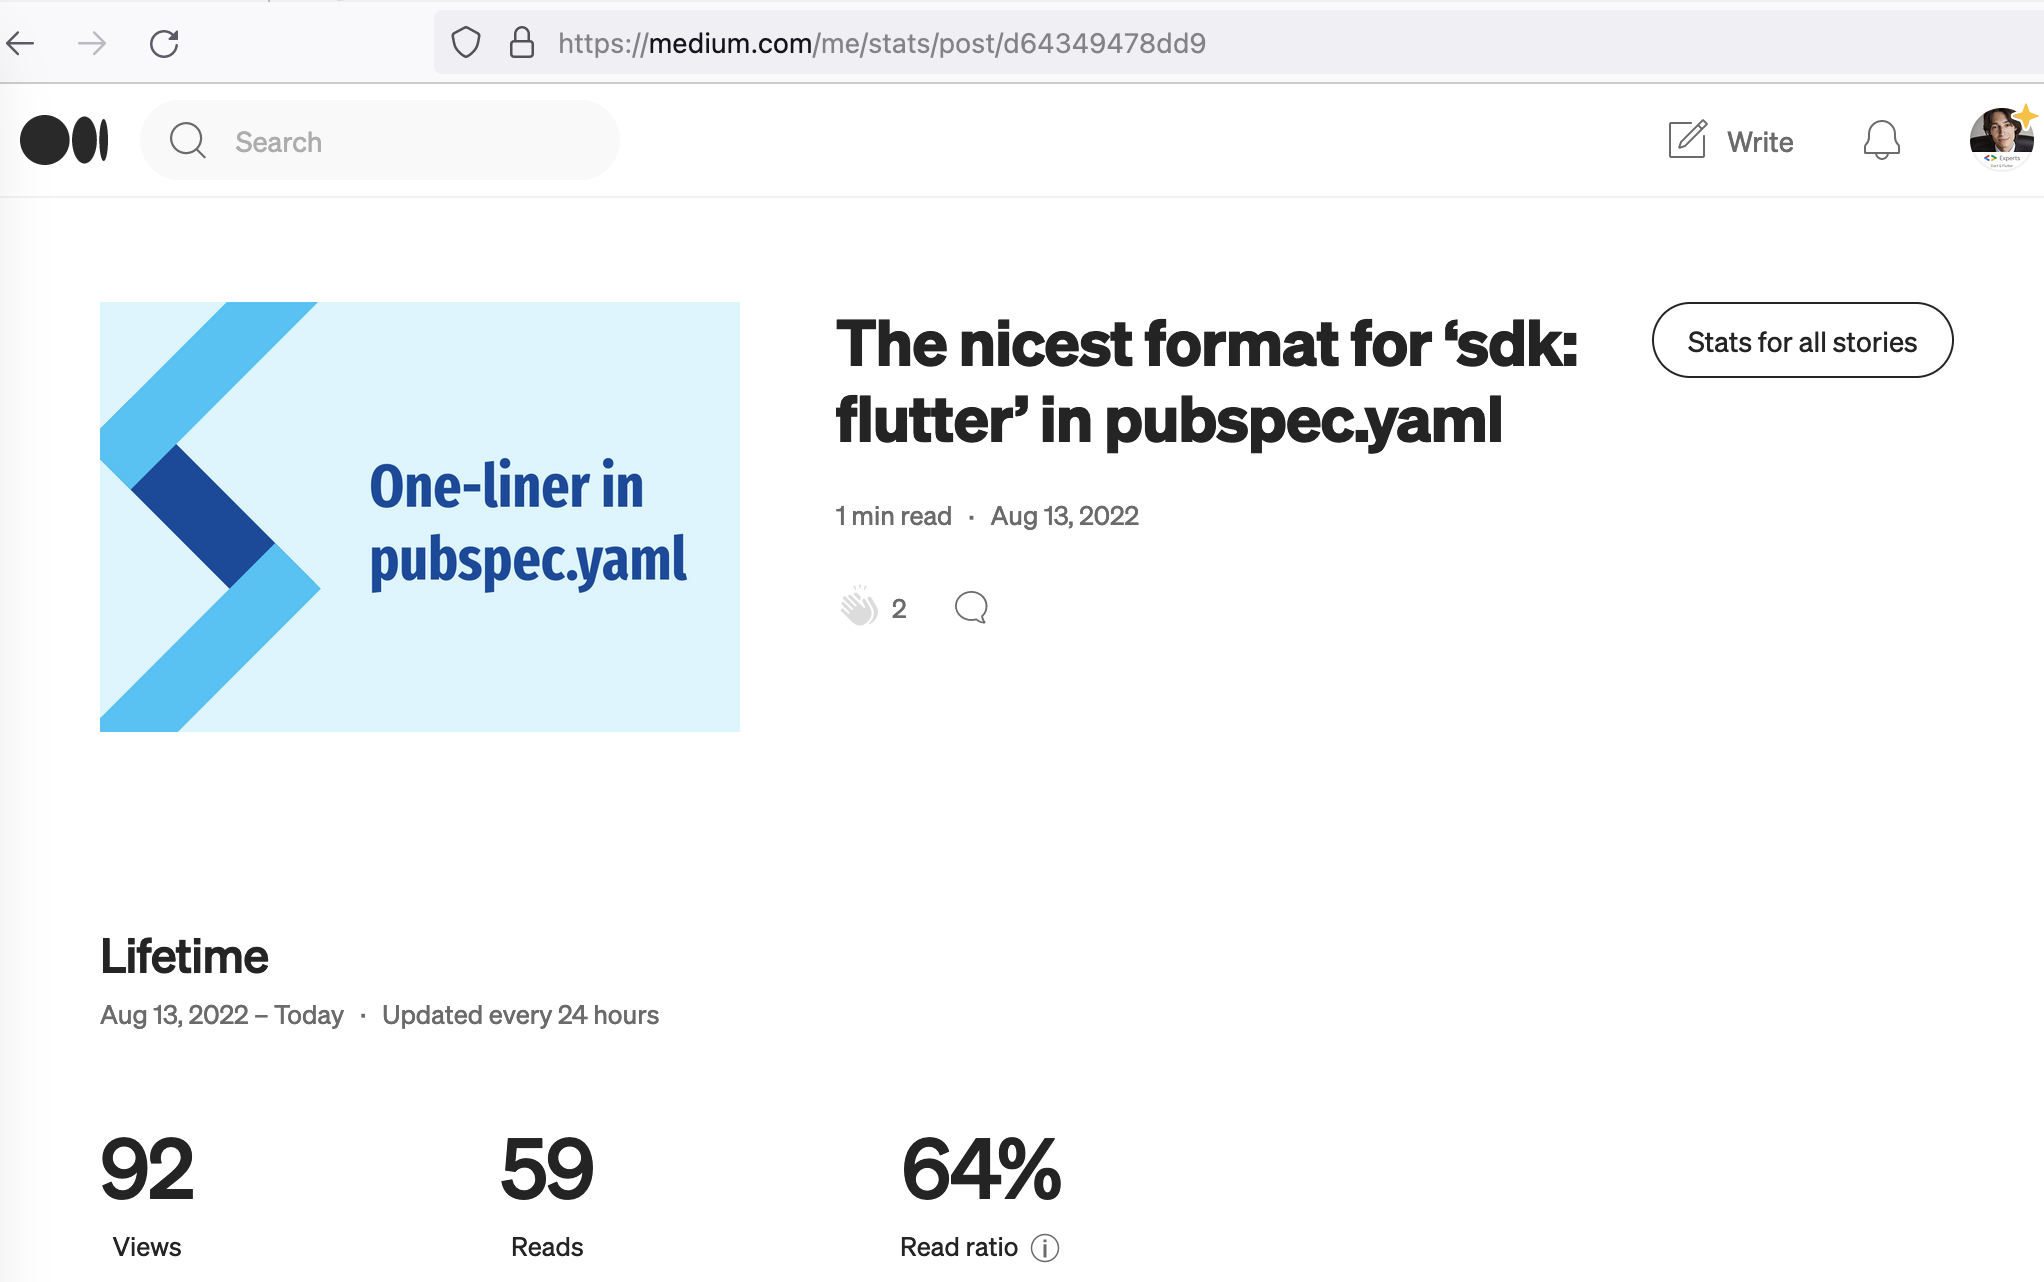 https://medium.com/me/stats/post/d64349478dd9
Search
Write
Experts
One-liner in
pubspec.yaml
The nicest format for ‘sdk:
flutter’ in pubspec.yaml
Stats for all stories
1 min read · Aug 13, 2022
2
Lifetime
Aug 13, 2022 – Today · Updated every 24 hours
92
Views
59
Reads
64%
Read ratio